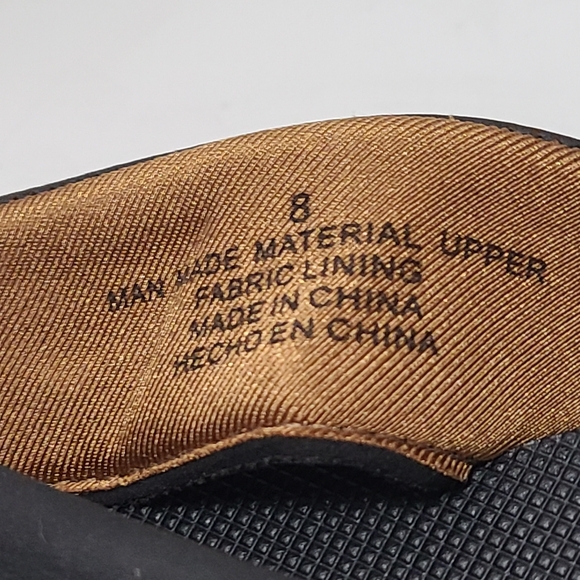 8
MAN MADE MATERIAL UPPER
FABRIC LINING
MADE IN CHINA
HECHO EN CHINA